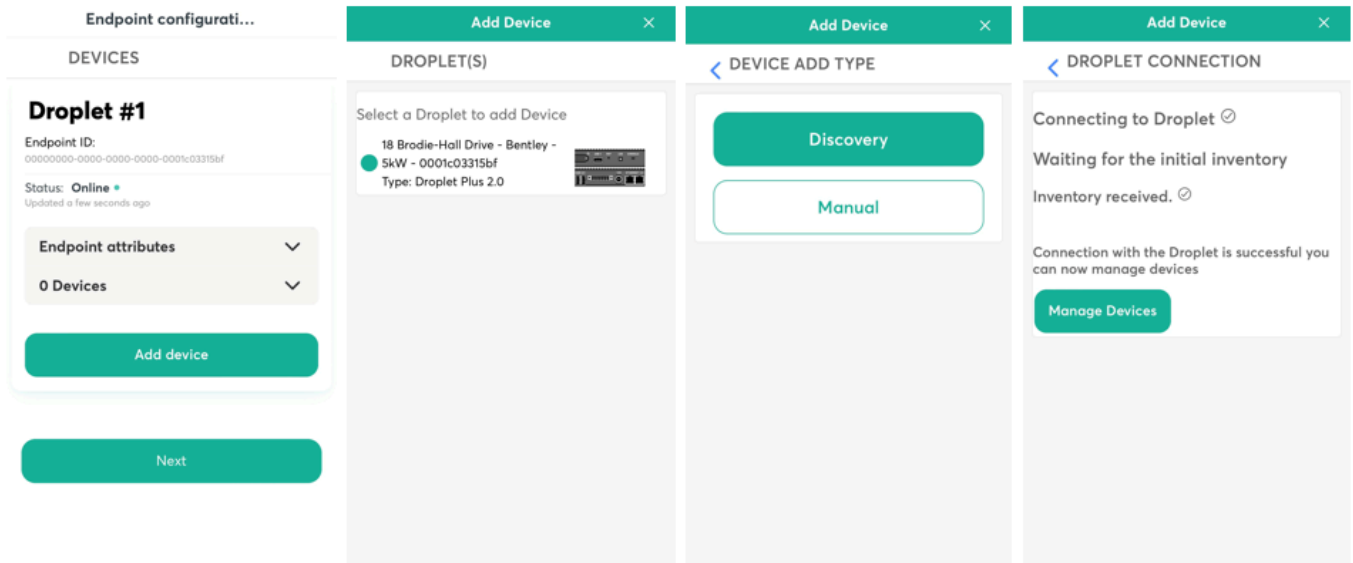 Endpoint configurati...
DEVICES
Droplet #1
Endpoint ID:
00000000-0000-0000-0000-0001c03315bf
Status: Online
Updated a few seconds ago
Endpoint attributes
0 Devices
Add device
Next
Add Device
DROPLET(S)
Select a Droplet to add Device
18 Brodie-Hall Drive - Bentley -
5kW - 0001c03315bf
Type: Droplet Plus 2.0
Add Device
DEVICE ADD TYPE
Discovery
Manual
Add Device
DROPLET CONNECTION
Connecting to Droplet
Waiting for the initial inventory
Inventory received.
Connection with the Droplet is successful you
can now manage devices
Manage Devices